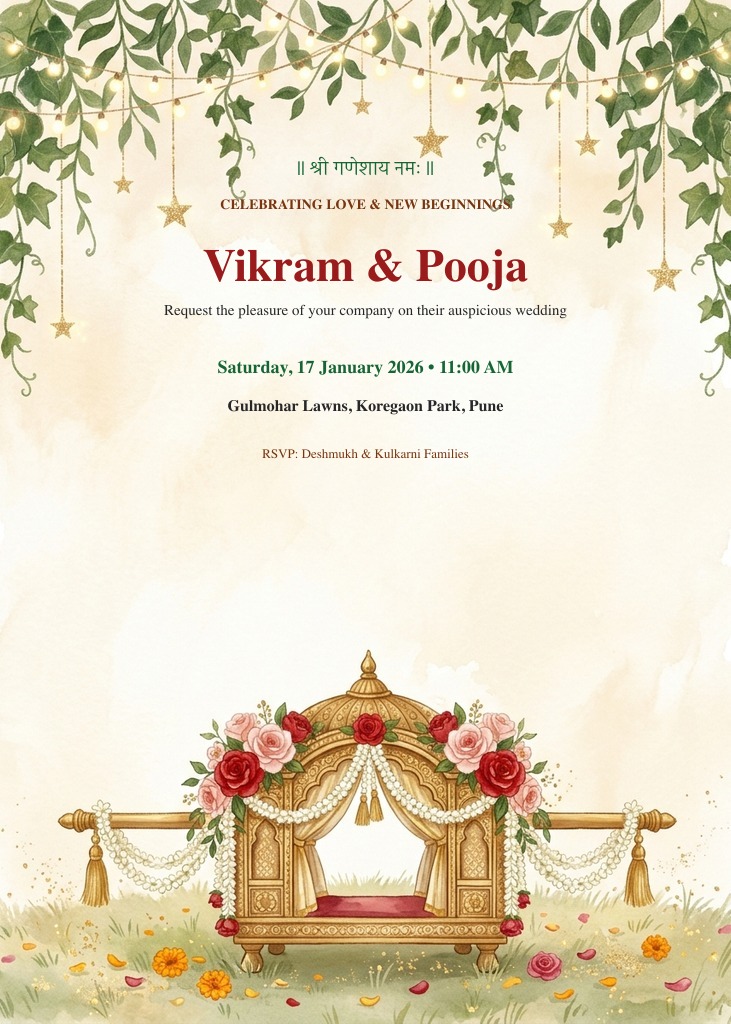 ॥ श्री गणेशाय नमः ॥
CELEBRATING LOVE & NEW BEGINNINGS
Vikram & Pooja
Request the pleasure of your company on their auspicious wedding
Saturday, 17 January 2026 • 11:00 AM
Gulmohar Lawns, Koregaon Park, Pune
RSVP: Deshmukh & Kulkarni Families